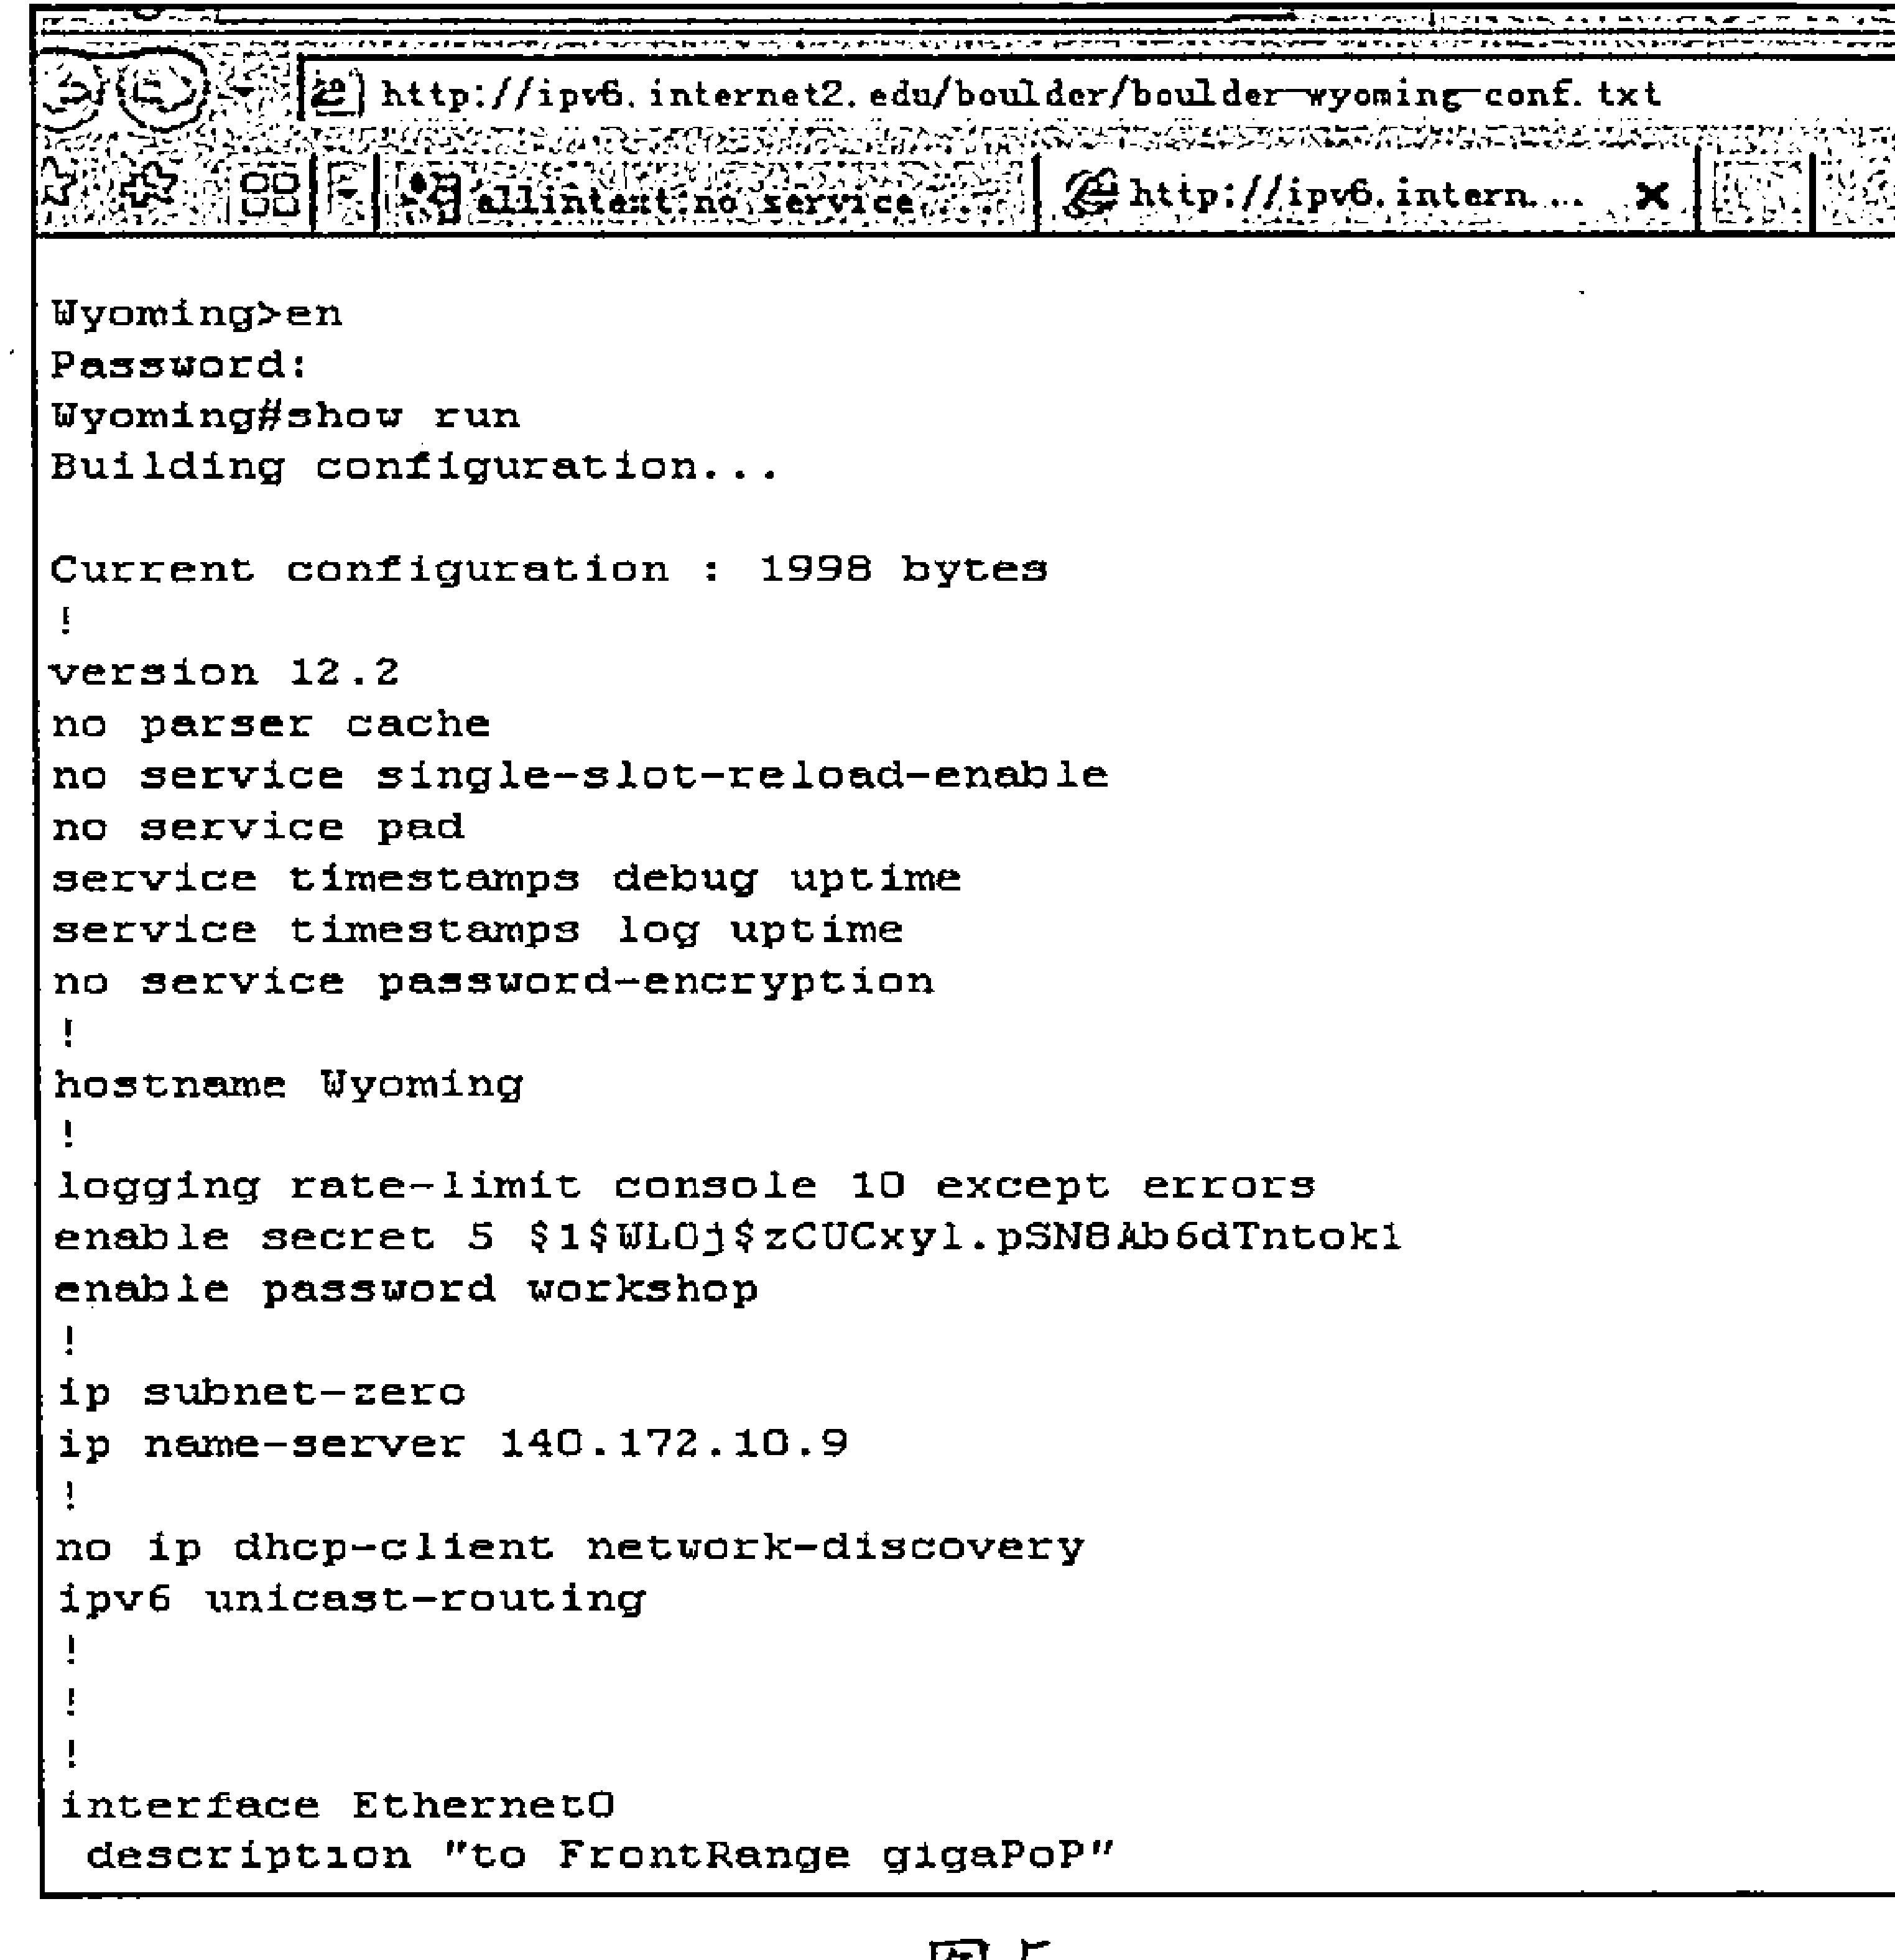 http://ipv6.internet2.edu/boulder/boulder-wyoming-conf.txt
allintext:no service
http://ipv6.intern...
Wyoming>en
Password:
Wyoming#show run
Building configuration...
Current configuration : 1998 bytes
!
version 12.2
no parser cache
no service single-slot-reload-enable
no service pad
service timestamps debug uptime
service timestamps log uptime
no service password-encryption
!
hostname Wyoming
!
logging rate-limit console 10 except errors
enable secret 5 $1$WL0j$zCUCxyl.pSN8Ab6dTntok1
enable password workshop
!
ip subnet-zero
ip name-server 140.172.10.9
!
no ip dhcp-client network-discovery
ipv6 unicast-routing
!
!
!
interface Ethernet0
description "to FrontRange gigaPoP"